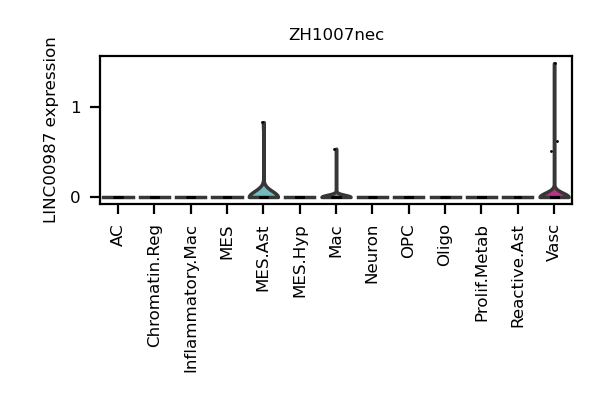 ZH1007nec
LINC00987 expression
1
0
AC
Chromatin.Reg
Inflammatory.Mac
MES
MES.Ast
MES.Hyp
Mac
Neuron
OPC
Oligo
Prolif.Metab
Reactive.Ast
Vasc